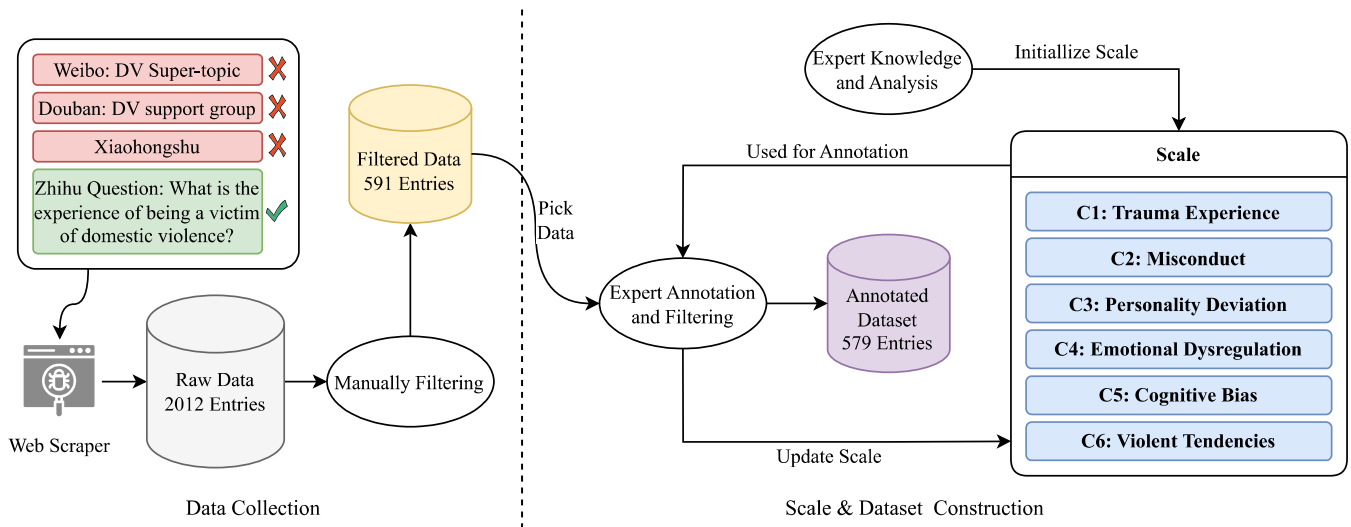 Weibo: DV Super-topic
Douban: DV support group
Xiaohongshu
Zhihu Question: What is the
experience of being a victim
of domestic violence?
Web Scraper
Raw Data
2012 Entries
Manually Filtering
Filtered Data
591 Entries
Data Collection
Pick
Data
Expert Knowledge
and Analysis
Initiallize Scale
Used for Annotation
Expert Annotation
and Filtering
Annotated
Dataset
579 Entries
Update Scale
Scale
C1: Trauma Experience
C2: Misconduct
C3: Personality Deviation
C4: Emotional Dysregulation
C5: Cognitive Bias
C6: Violent Tendencies
Scale & Dataset Construction